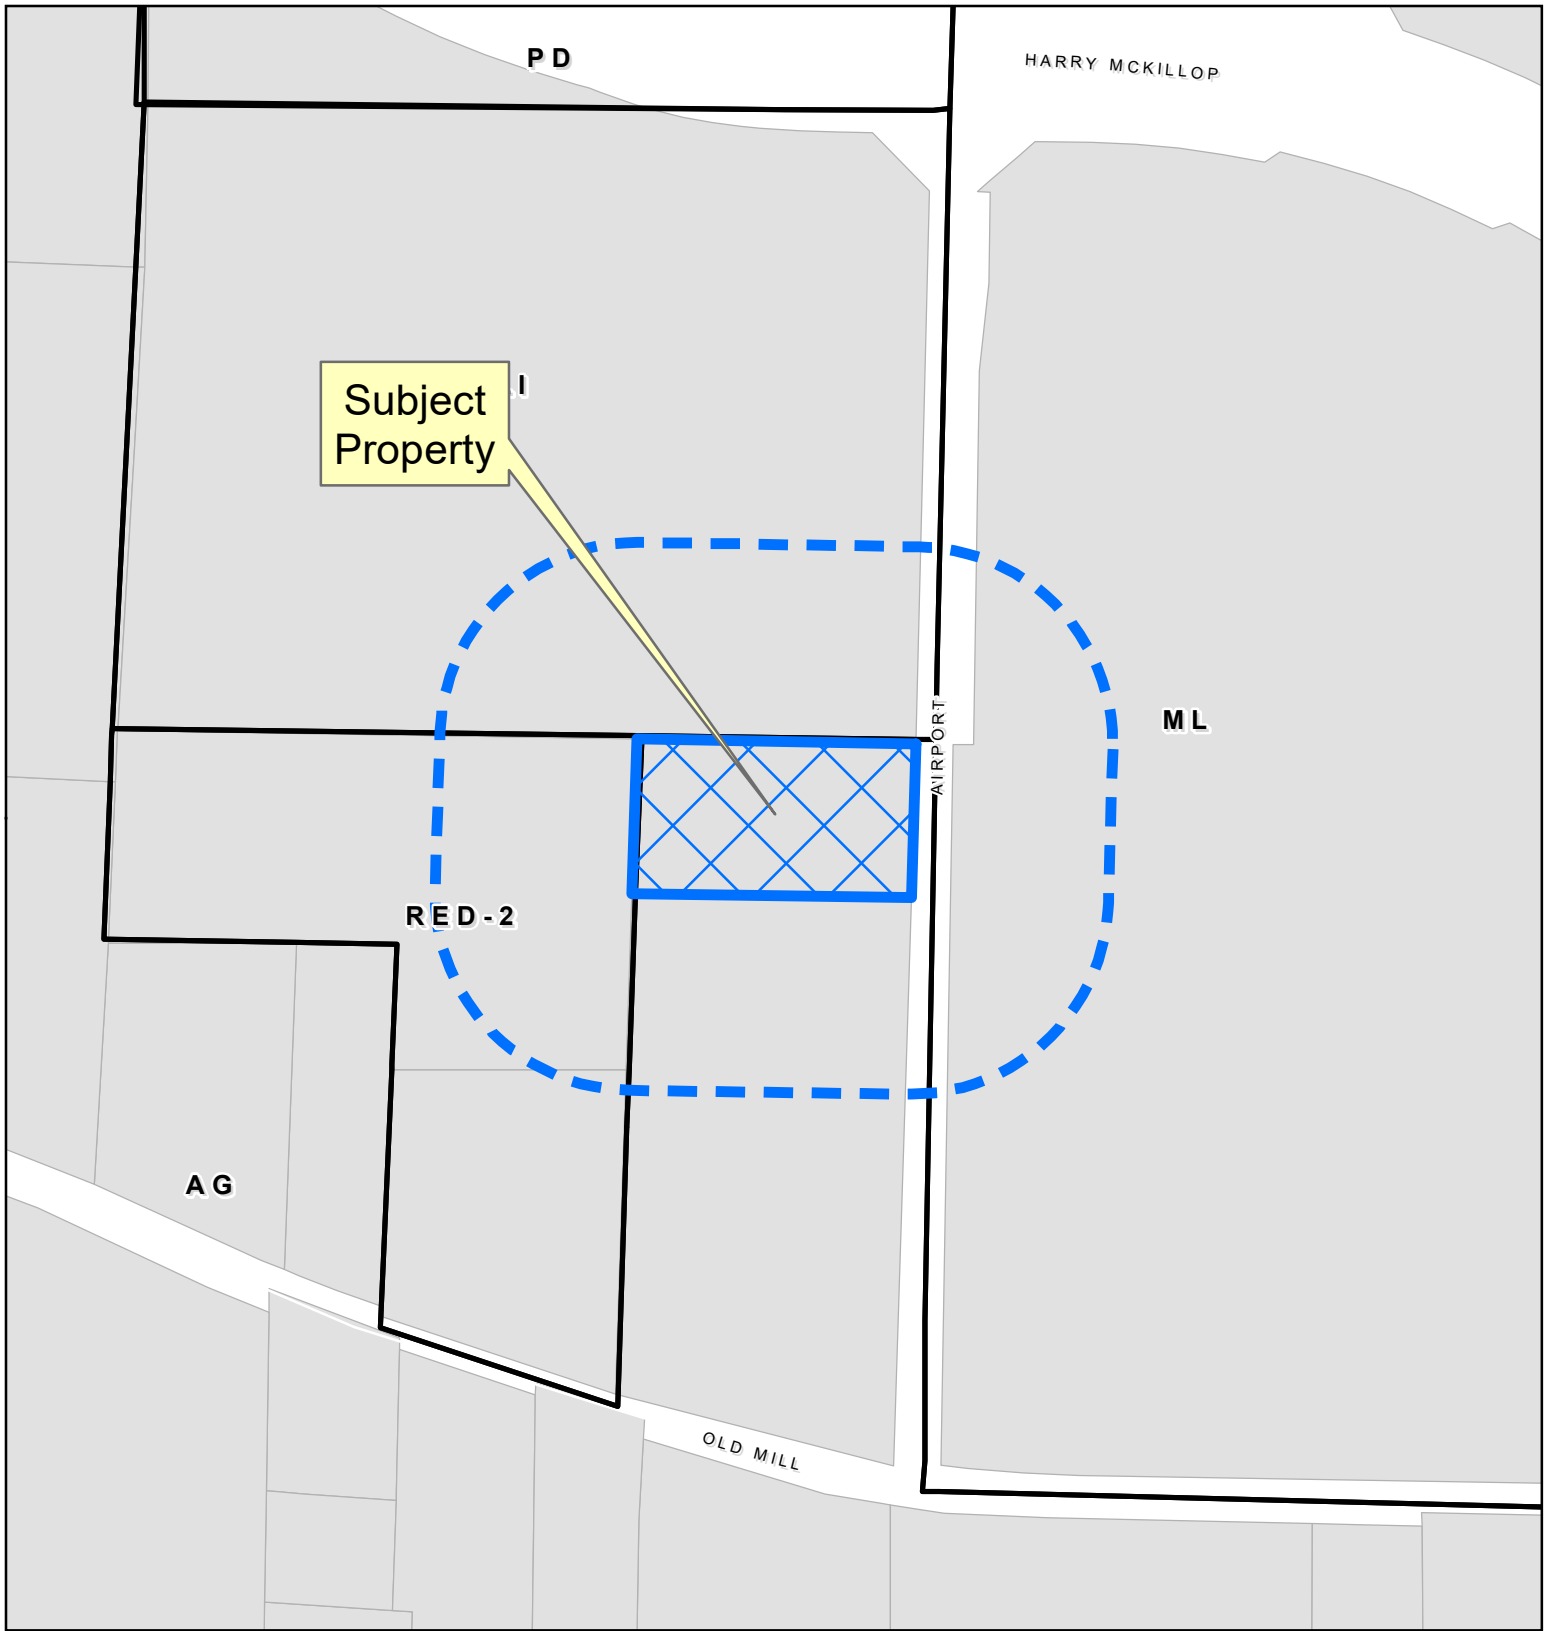 PD
HARRY MCKILLOP
I
Subject
Property
AIRPORT
ML
RED-2
AG
OLD MILL